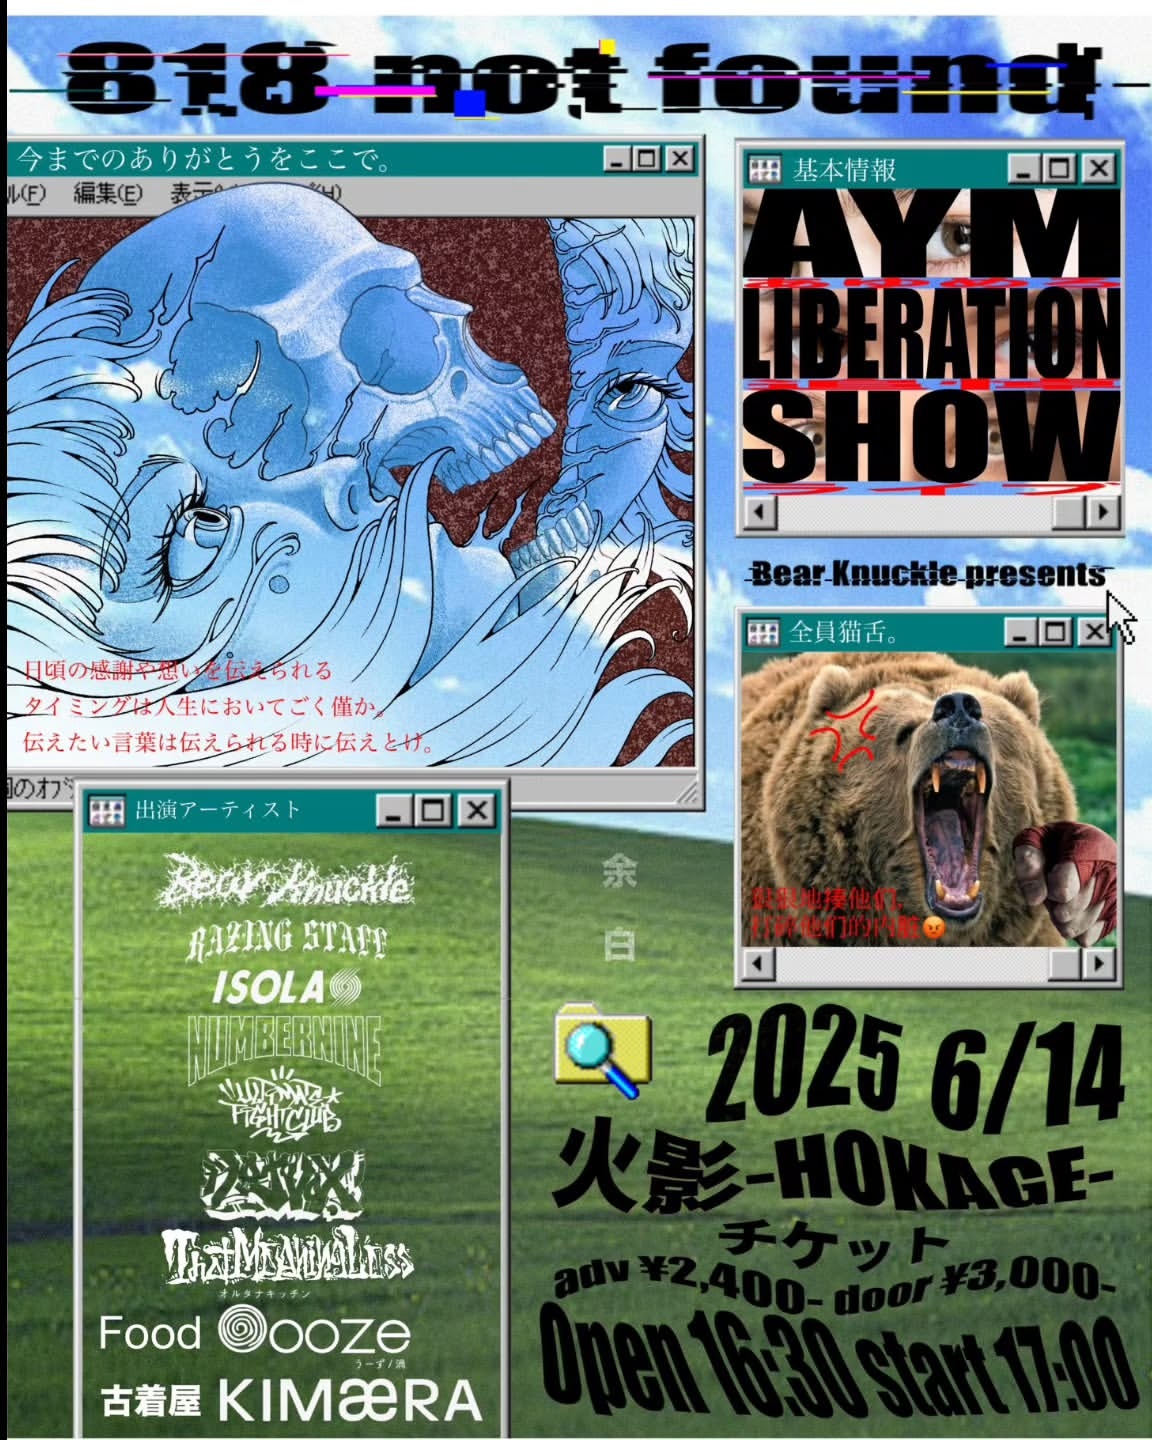 818 not found
今までのありがとうをここで。
ル(F) 編集(E) 表示
日頃の感謝や想いを伝えられる
タイミングは人生においてごく僅か。
伝えたい言葉は伝えられる時に伝えとけ。
基本情報
AYM
LIBERATION
SHOW
Bear Knuckle presents
全員猫舌。
出演アーティスト
Bear Knuckle
RAZING STAFF
ISOLA
NUMBERNINE
ULTIMATE
FIGHT CLUB
ThatMeaningLess
オルタナキッチン
Food oooze
うーず/渦
古着屋 KIMÆRA
余
白
2025 6/14
火影-HOKAGE-
チケット
adv ¥2,400- door ¥3,000-
Open 16:30 start 17:00